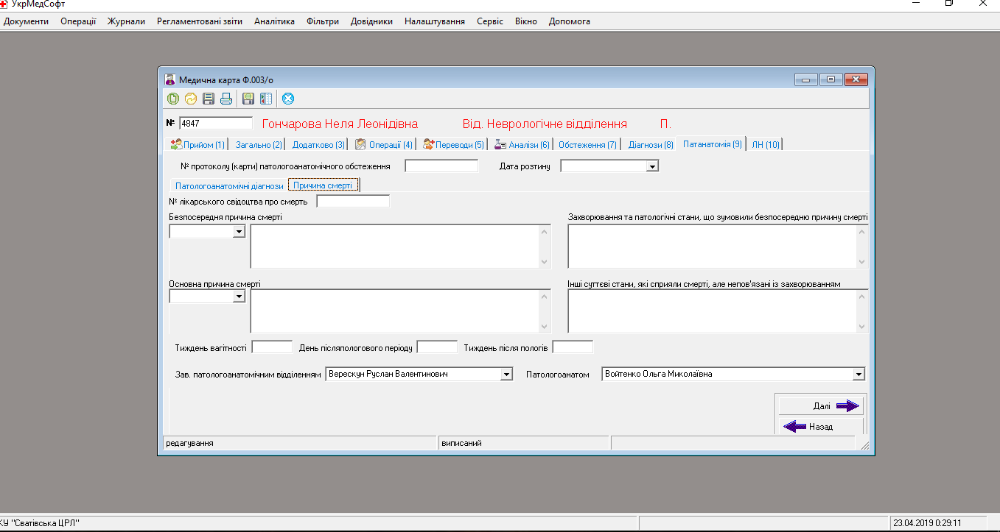 УкрМедСофт
Документи Операції Журнали Регламентовані звіти Аналітика Фільтри Довідники Налаштування Сервіс Вікно Допомога
Медична карта Ф.003/о
№ 4847 Гончарова Неля Леонідівна Від. Неврологічне відділення П.
Прийом (1) Загально (2) Додатково (3) Операції (4) Переводи (5) Аналізи (6) Обстеження (7) Діагнози (8) Патанатомія (9) ЛН (10)
№ протоколу (карти) патологоанатомічного обстеження Дата розтину
Патологоанатомічні діагнози Причина смерті
№ лікарського свідоцтва про смерть
Безпосередня причина смерті Захворювання та патологічні стани, що зумовили безпосередню причину смерті
Основна причина смерті Інші суттєві стани, які сприяли смерті, але непов'язані із захворюванням
Тиждень вагітності День післяпологового періоду Тиждень після пологів
Зав. патологоанатомічним відділенням Верескун Руслан Валентинович Патологоанатом Войтенко Ольга Миколаївна
Далі
Назад
редагування виписаний
КУ "Сватівська ЦРЛ" 23.04.2019 0:29:11